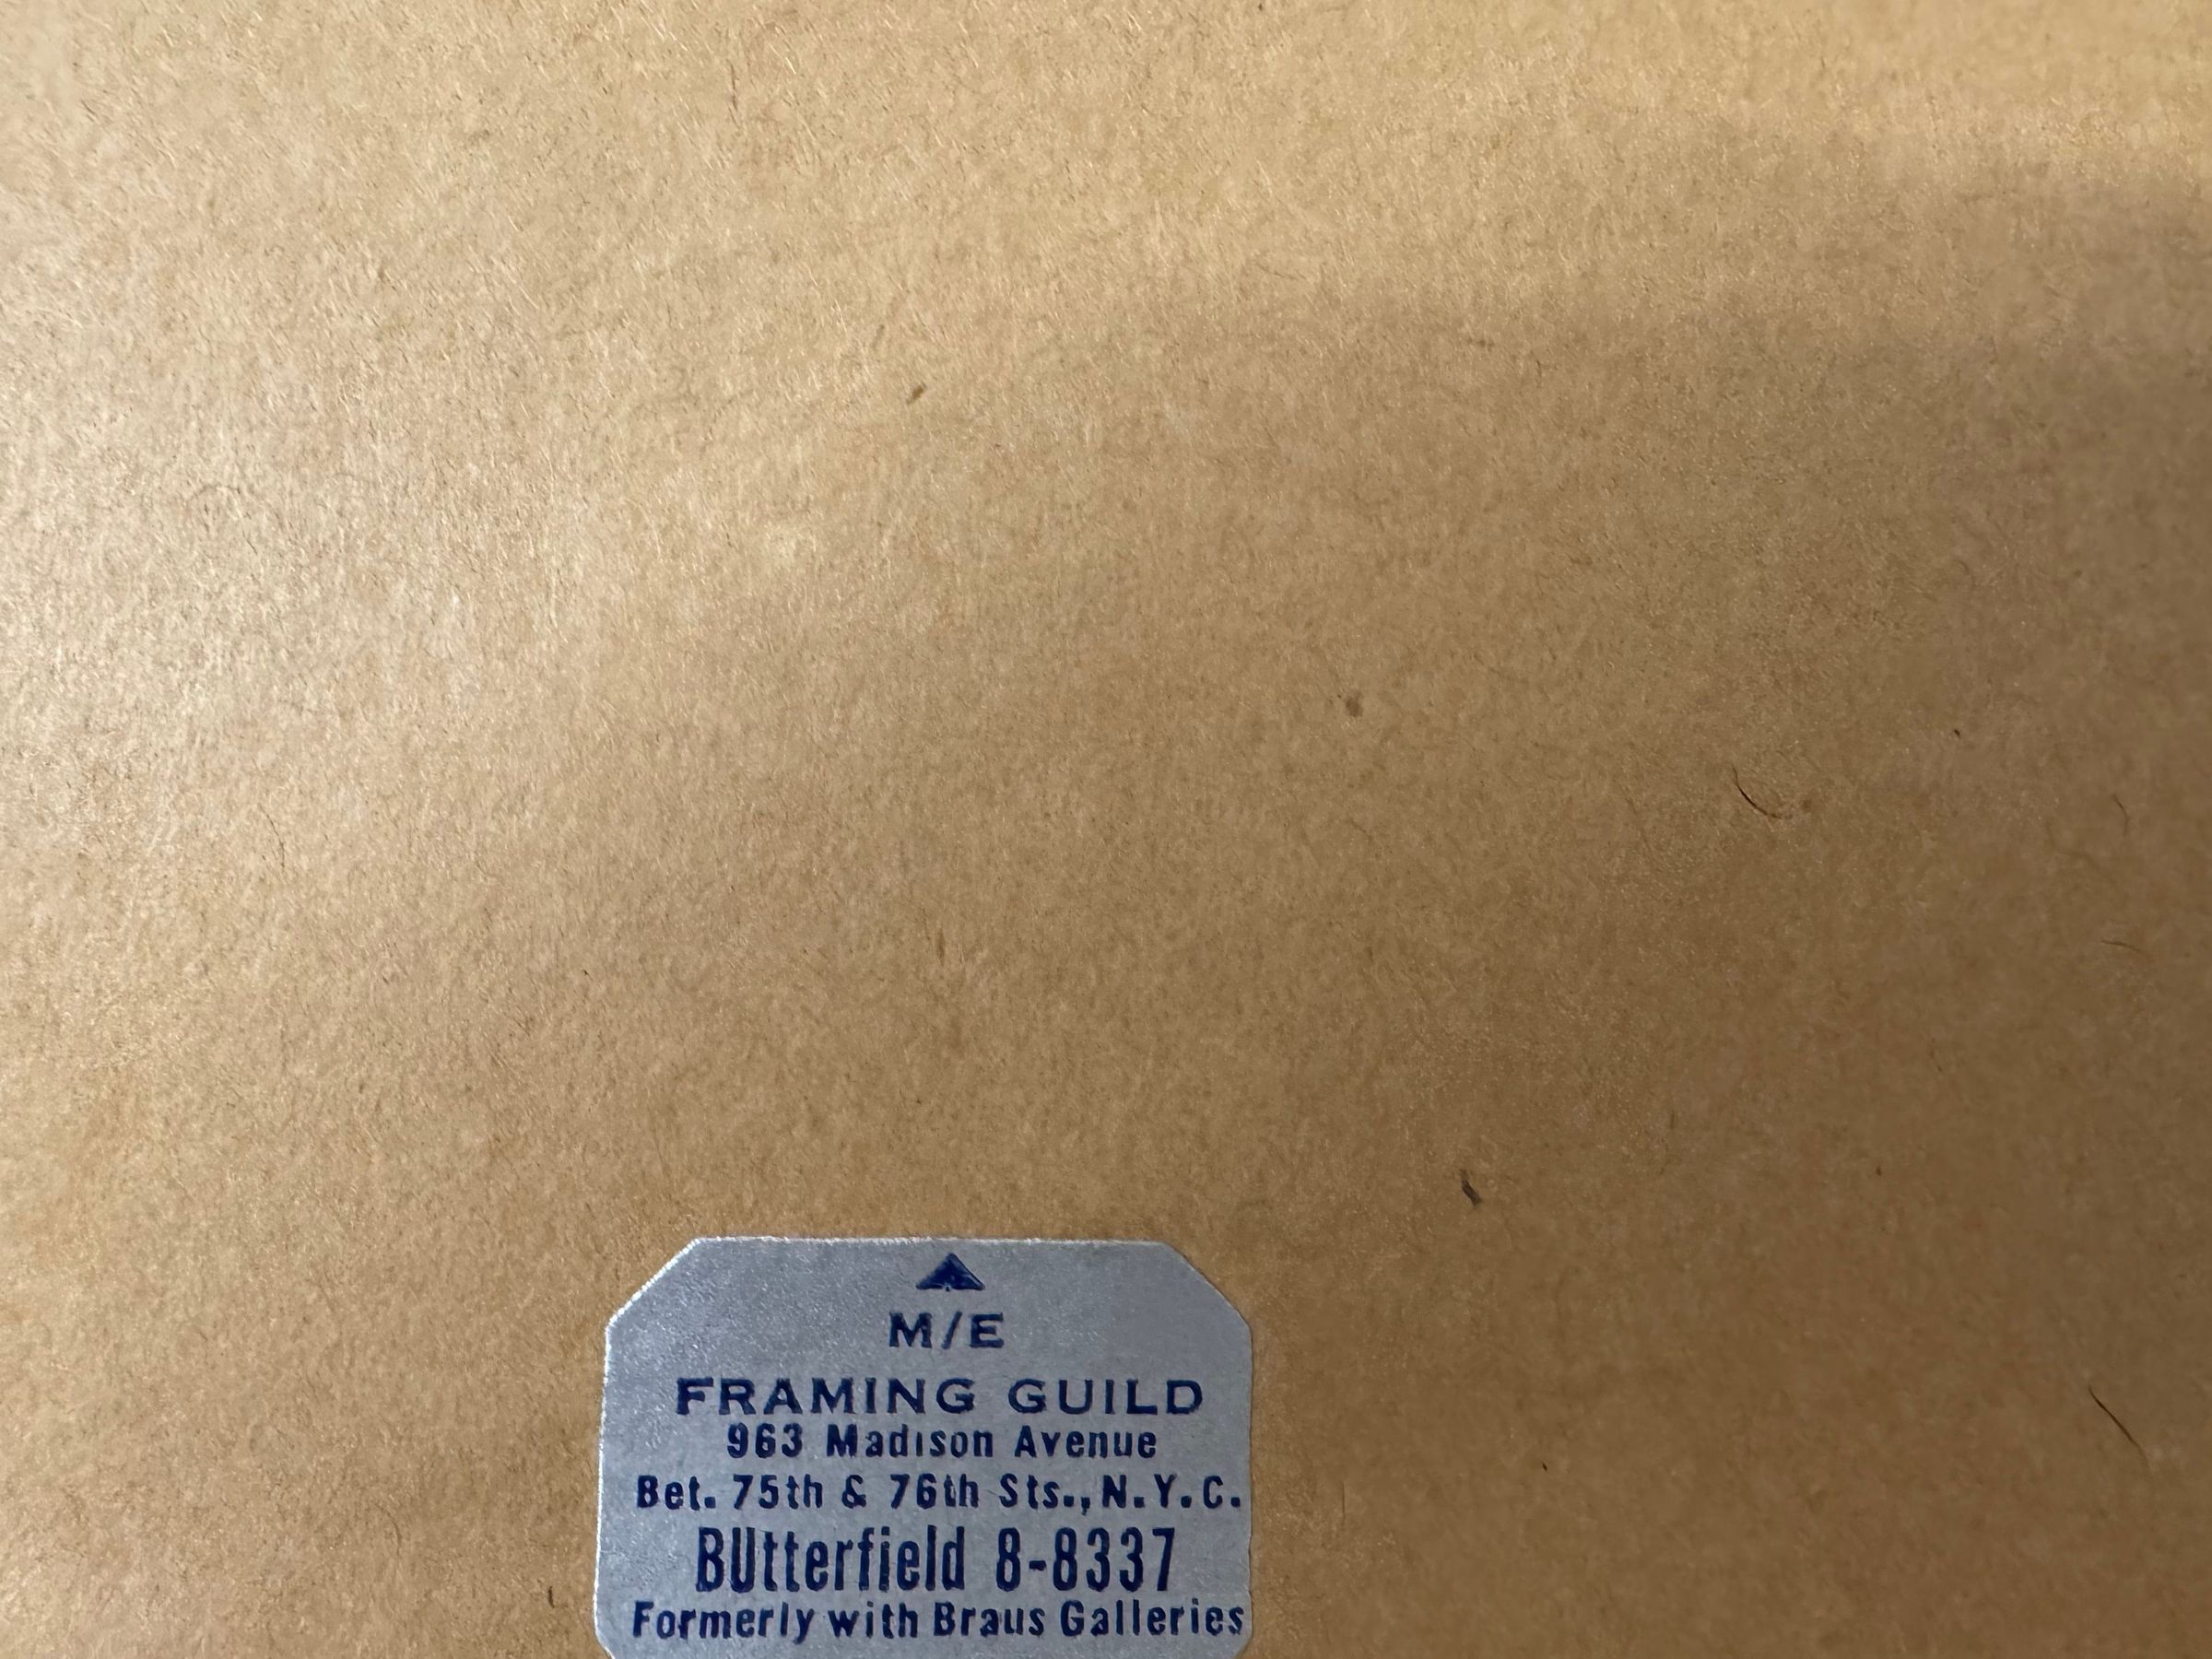 M/E
FRAMING GUILD
963 Madison Avenue
Bet. 75th & 76th Sts., N.Y.C.
BUtterfield 8-8337
Formerly with Braus Galleries